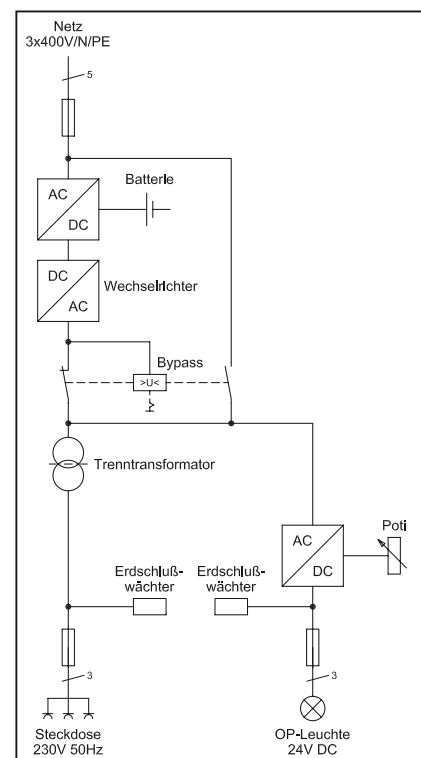 Netz
3x400V/N/PE
5
Batterie
AC
DC
DC
AC
Wechselrichter
Bypass
>U<
Trenntransformator
AC
DC
Poti
Erdschluß-
wächter
Erdschluß-
wächter
3
3
Steckdose
230V 50Hz
OP-Leuchte
24V DC